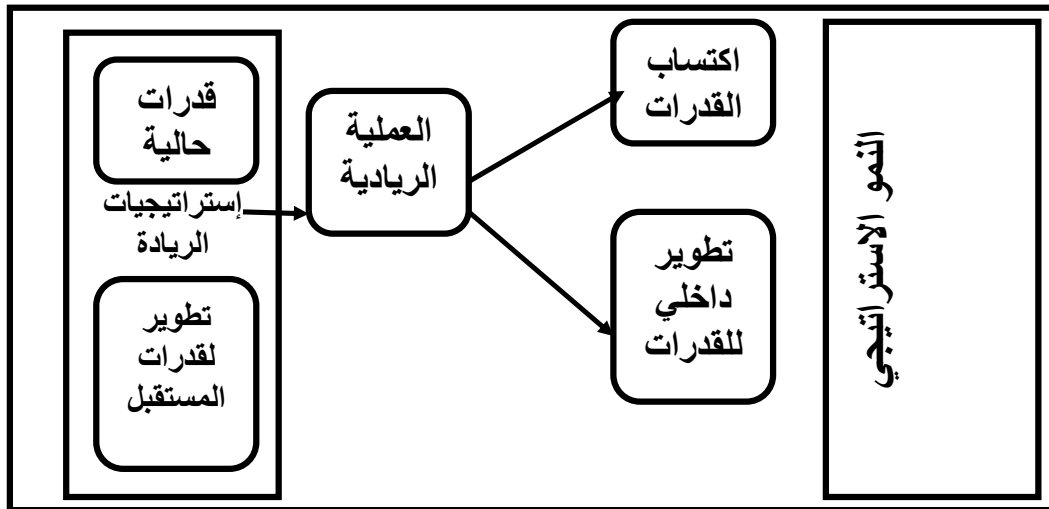 قدرات
حالية
إستراتيجيات
الريادة
تطوير
لقدرات
المستقبل
العملية
الريادية
اكتساب
القدرات
تطوير
داخلي
للقدرات
النمو الاستراتيجي